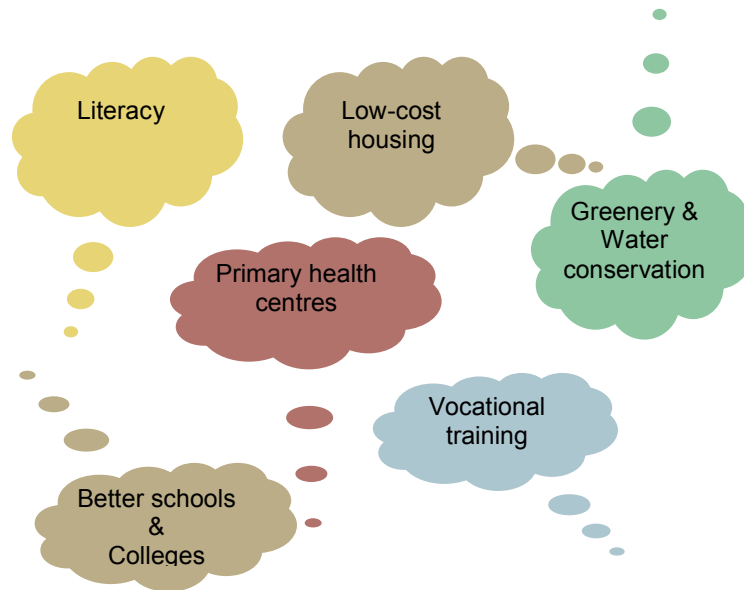 Literacy
Low-cost
housing
Greenery &
Water
conservation
Primary health
centres
Vocational
training
Better schools
&
Colleges